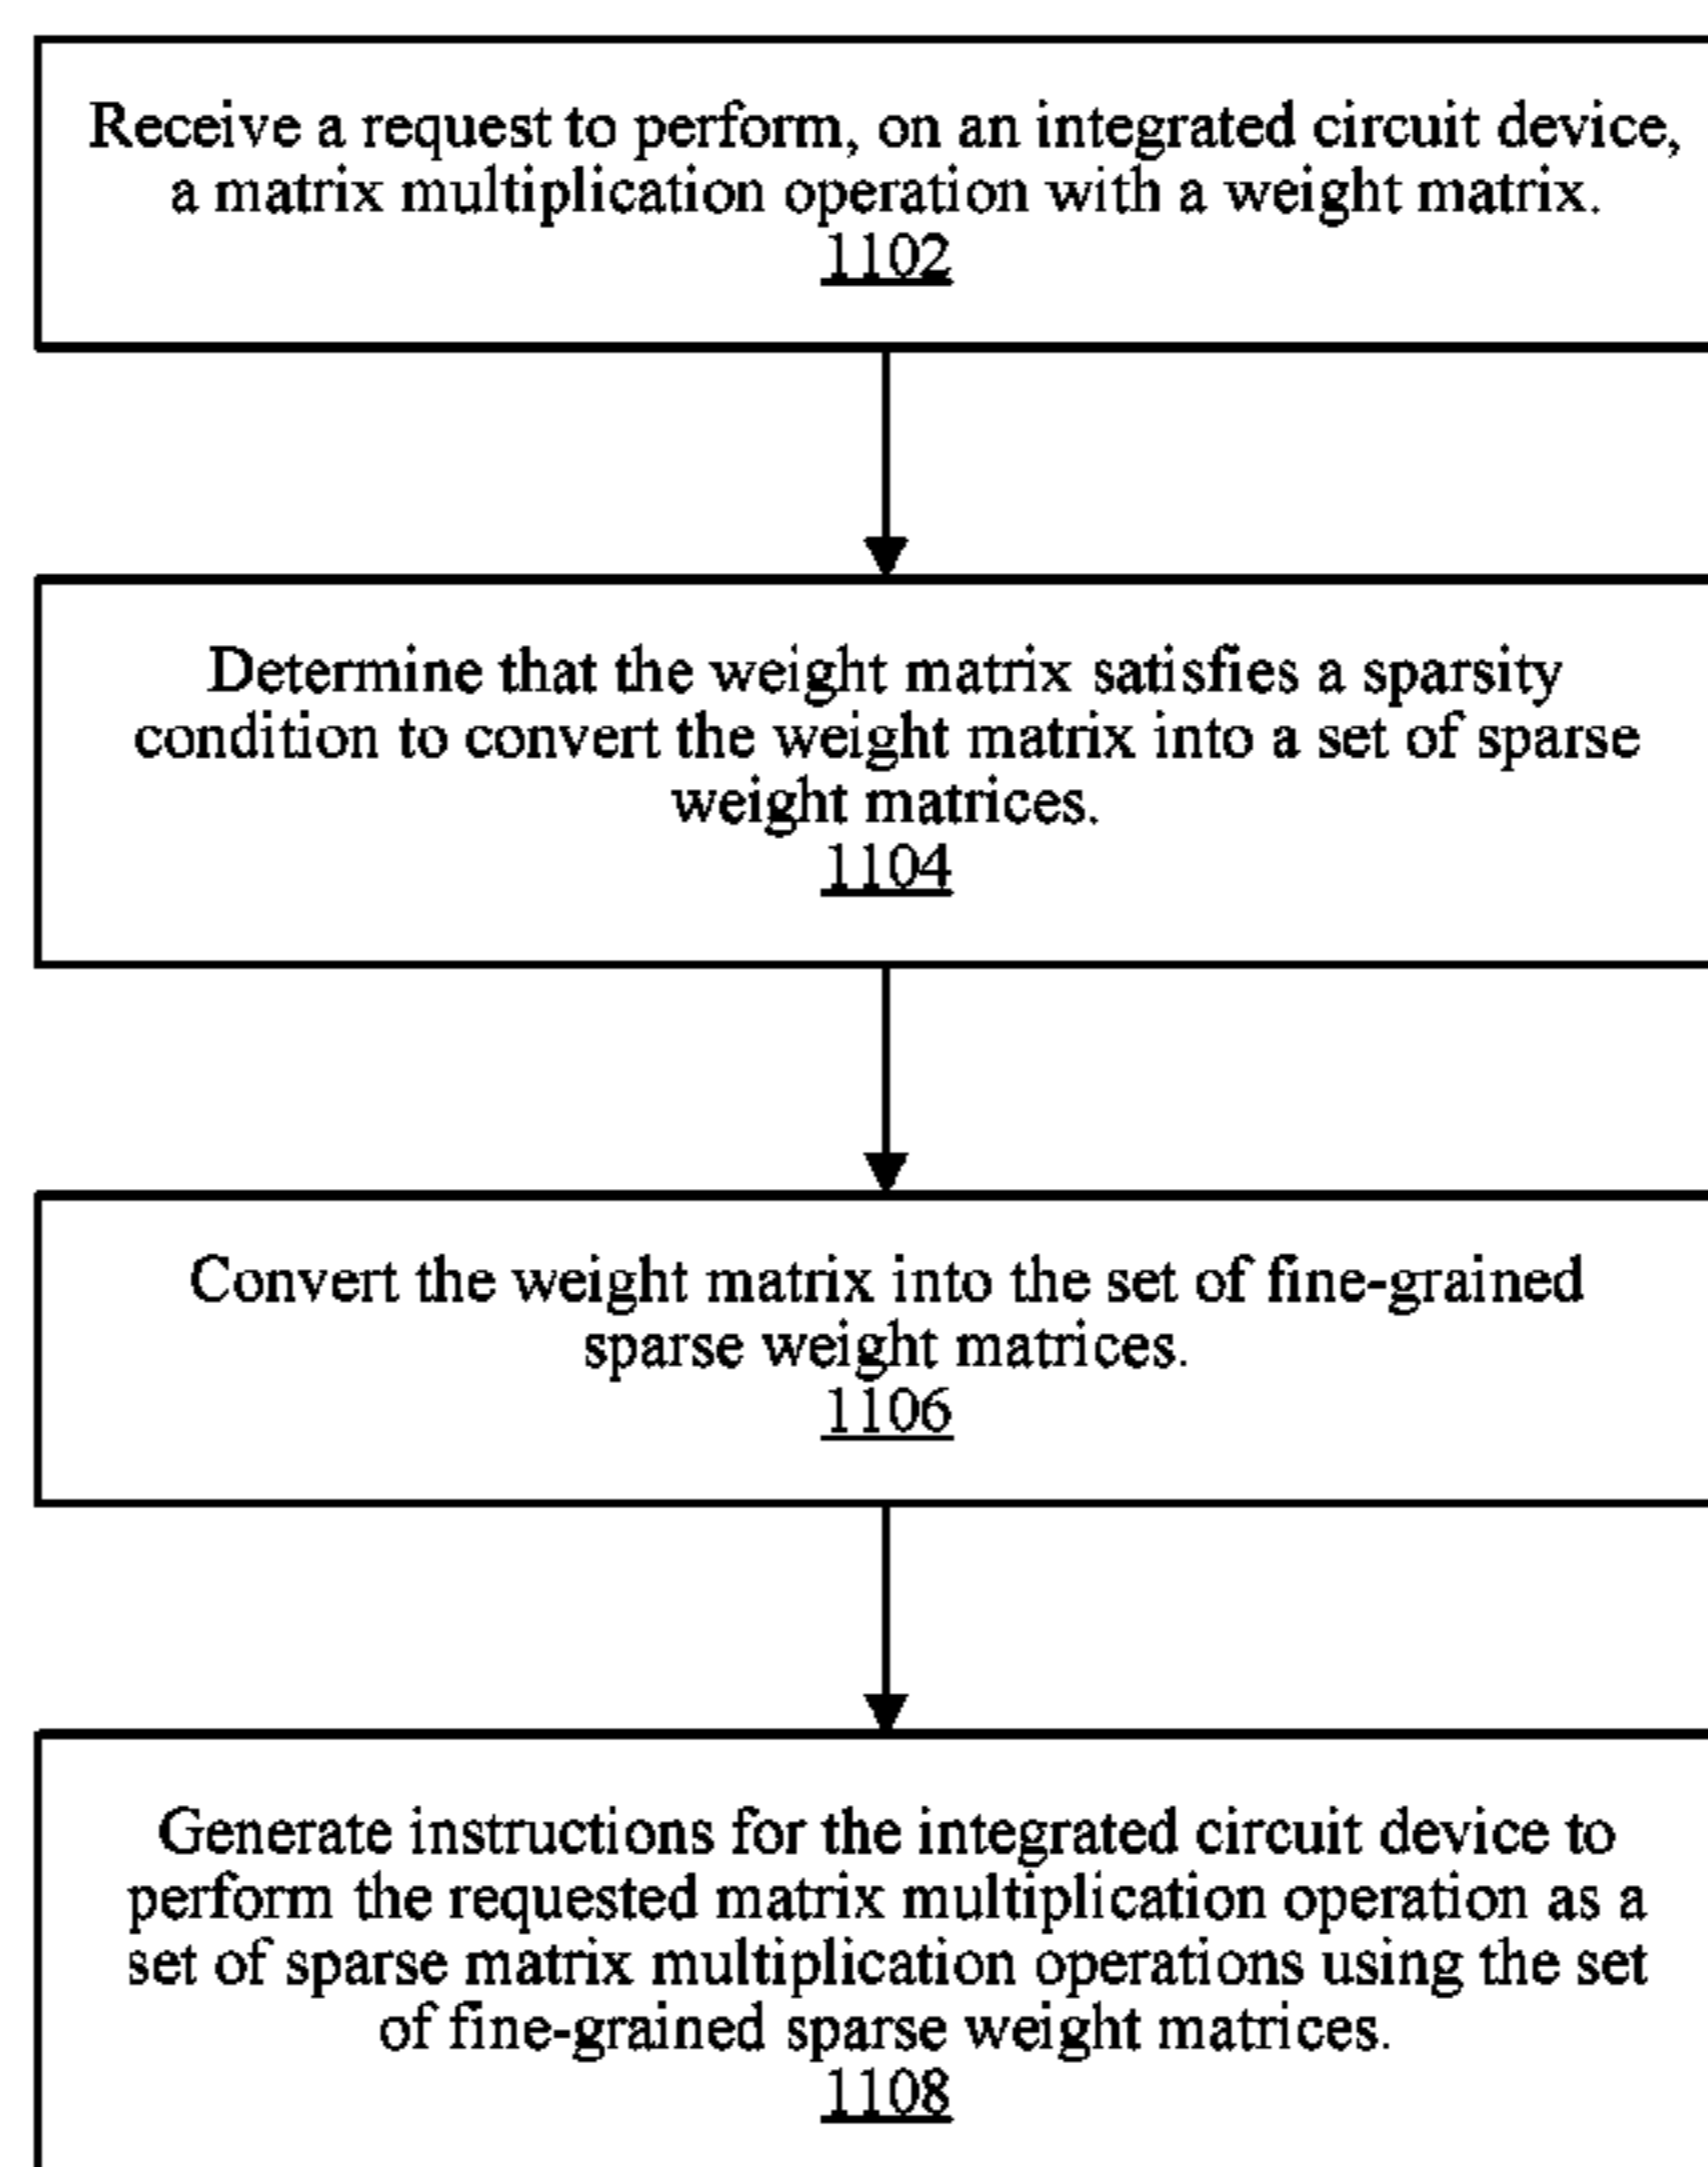 Receive a request to perform, on an integrated circuit device,
a matrix multiplication operation with a weight matrix.
1102
Determine that the weight matrix satisfies a sparsity
condition to convert the weight matrix into a set of sparse
weight matrices.
1104
Convert the weight matrix into the set of fine-grained
sparse weight matrices.
1106
Generate instructions for the integrated circuit device to
perform the requested matrix multiplication operation as a
set of sparse matrix multiplication operations using the set
of fine-grained sparse weight matrices.
1108